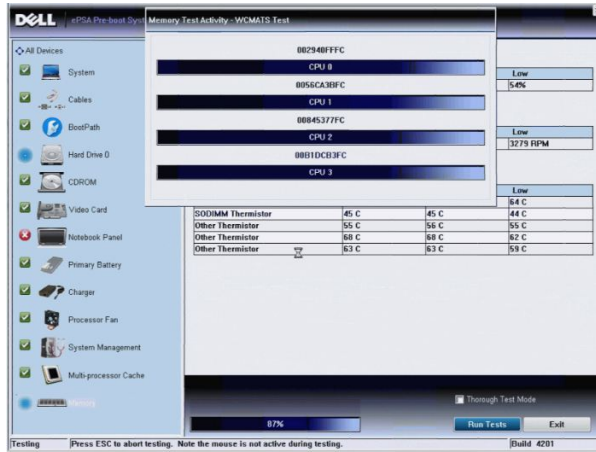 DELL
ePSA Pre-boot Syst
Memory Test Activity - WCMATS Test
002940FFFC
CPU 0
0056CA3BFC
CPU 1
00845377FC
CPU 2
00B1DCB3FC
CPU 3
All Devices
System
Cables
BootPath
Hard Drive 0
CDROM
Video Card
Notebook Panel
Primary Battery
Charger
Processor Fan
System Management
Multi-processor Cache
Memory
Low
54%
Low
3279 RPM
Low
64 C
SODIMM Thermistor 45 C 45 C 44 C
Other Thermistor 55 C 56 C 55 C
Other Thermistor 68 C 68 C 62 C
Other Thermistor 63 C 63 C 59 C
Thorough Test Mode
87%
Run Tests
Exit
Testing
Press ESC to abort testing. Note the mouse is not active during testing.
Build 4201